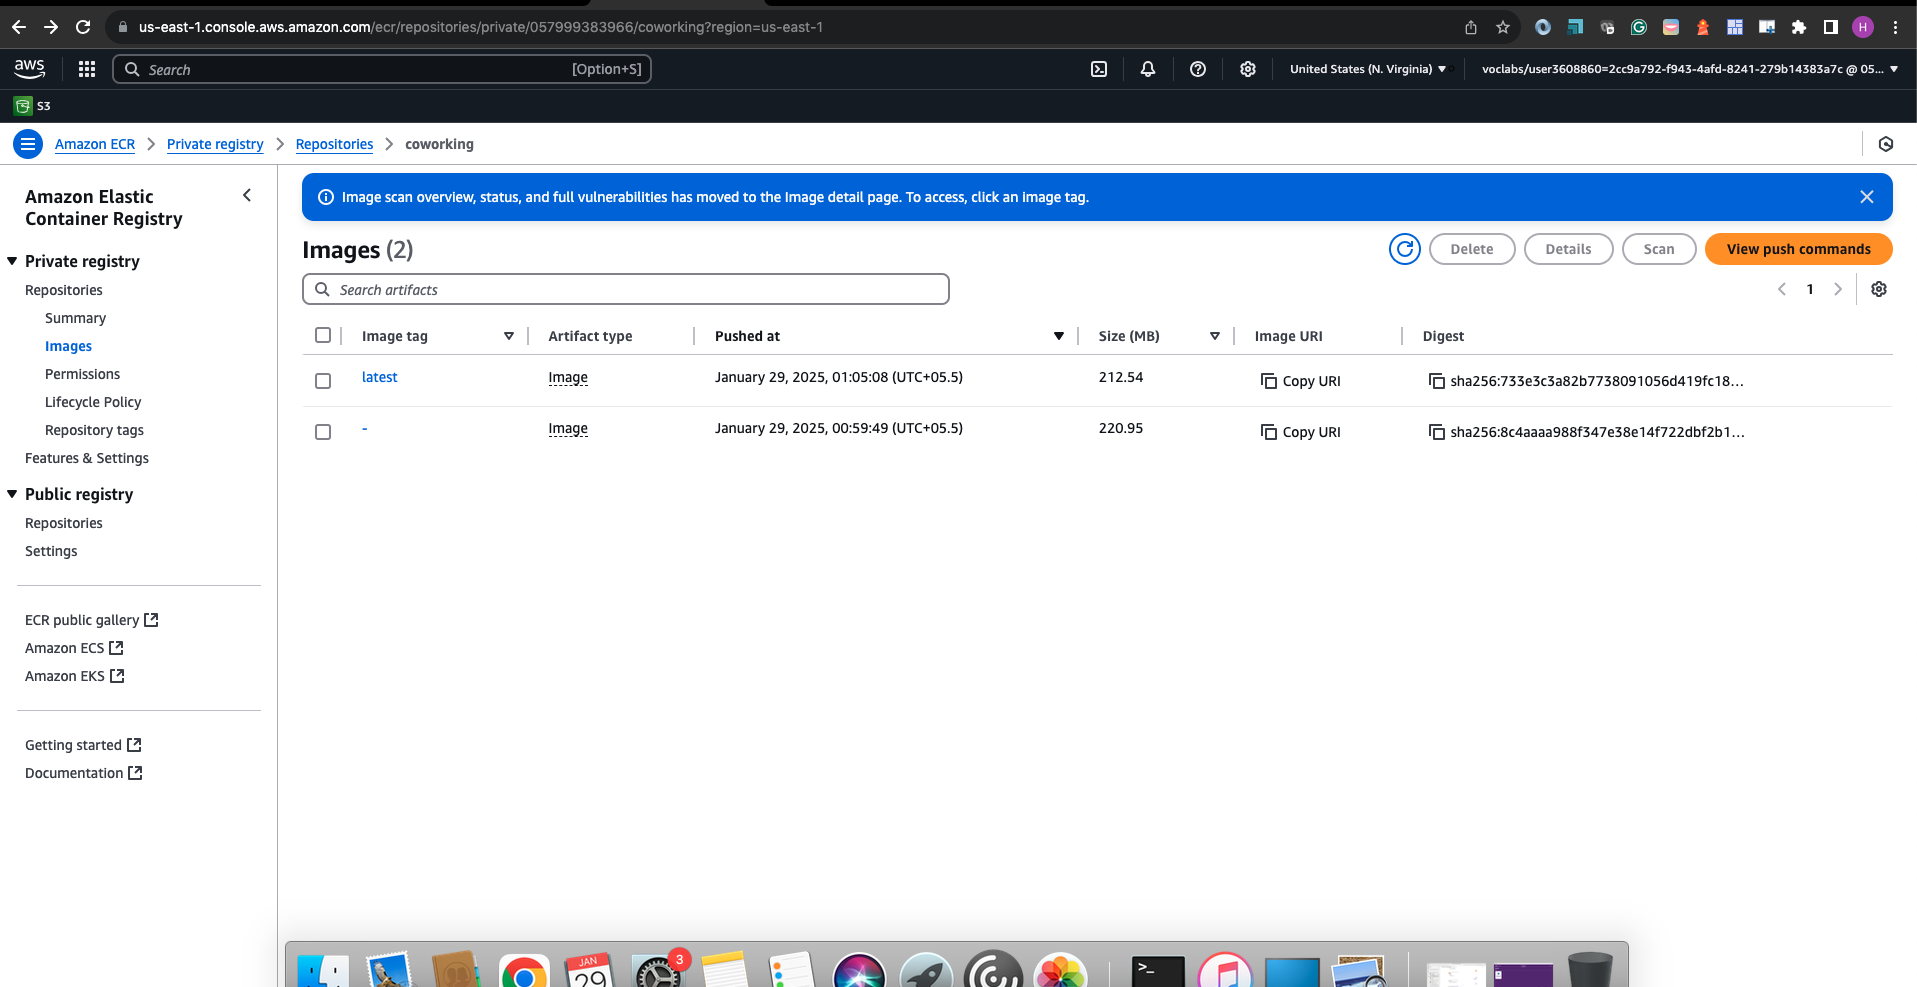 us-east-1.console.aws.amazon.com/ecr/repositories/private/057999383966/coworking?region=us-east-1
H
aws
Search
[Option+S]
United States (N. Virginia)
voclabs/user3608860=2cc9a792-f943-4afd-8241-279b14383a7c @ 05...
S3
Amazon ECR
Private registry
Repositories
coworking
Amazon Elastic
Container Registry
Private registry
Repositories
Summary
Images
Permissions
Lifecycle Policy
Repository tags
Features & Settings
Public registry
Repositories
Settings
ECR public gallery
Amazon ECS
Amazon EKS
Getting started
Documentation
Image scan overview, status, and full vulnerabilities has moved to the Image detail page. To access, click an image tag.
Images (2)
Delete
Details
Scan
View push commands
Search artifacts
1
Image tag Artifact type Pushed at Size (MB) Image URI Digest
latest Image January 29, 2025, 01:05:08 (UTC+05.5) 212.54 Copy URI sha256:733e3c3a82b7738091056d419fc18...
- Image January 29, 2025, 00:59:49 (UTC+05.5) 220.95 Copy URI sha256:8c4aaaa988f347e38e14f722dbf2b1...
JAN
29
3
>_